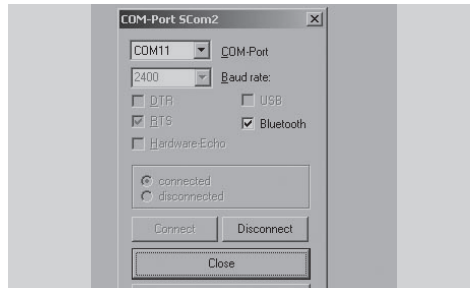 COM-Port SCom2
COM11 COM-Port
2400 Baud rate:
DTR USB
RTS Bluetooth
Hardware-Echo
connected
disconnected
Connect Disconnect
Close